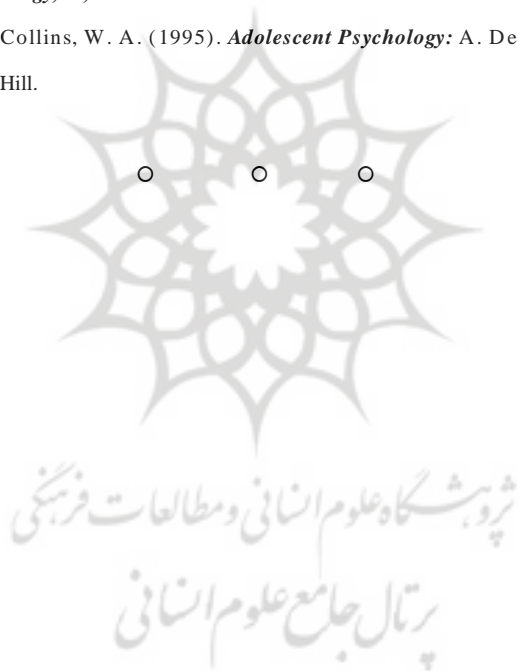 Collins, W. A. (1995). Adolescent Psychology: A. De
Hill.
پژوهشگاه علوم انسانی و مطالعات فرهنگی
پرتال جامع علوم انسانی